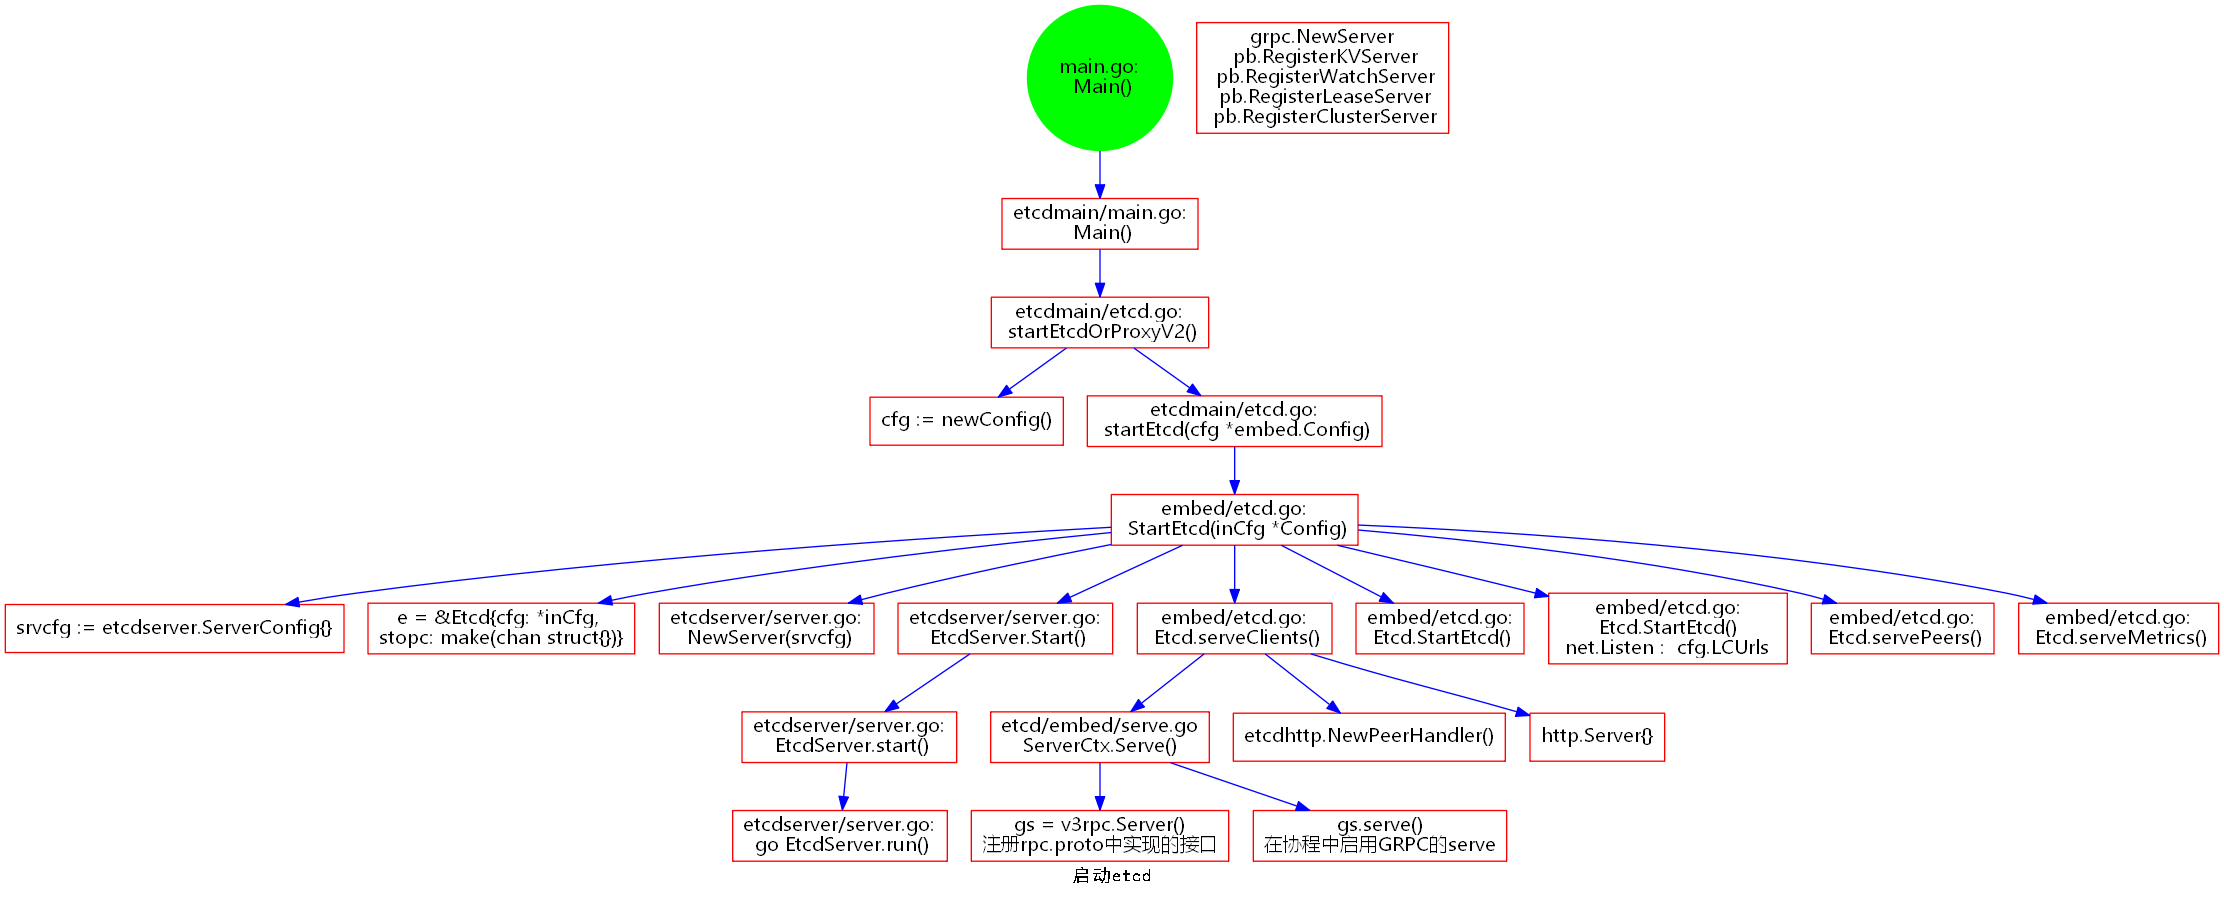 main.go:
Main()
grpc.NewServer
pb.RegisterKVServer
pb.RegisterWatchServer
pb.RegisterLeaseServer
pb.RegisterClusterServer
etcdmain/main.go:
Main()
etcdmain/etcd.go:
startEtcdOrProxyV2()
cfg := newConfig()
etcdmain/etcd.go:
startEtcd(cfg *embed.Config)
embed/etcd.go:
StartEtcd(inCfg *Config)
srvcfg := etcdserver.ServerConfig{}
e = &Etcd{cfg: *inCfg,
stopc: make(chan struct{})}
etcdserver/server.go:
NewServer(srvcfg)
etcdserver/server.go:
EtcdServer.Start()
embed/etcd.go:
Etcd.serveClients()
embed/etcd.go:
Etcd.StartEtcd()
embed/etcd.go:
Etcd.StartEtcd()
net.Listen :  cfg.LCUrls
embed/etcd.go:
Etcd.servePeers()
embed/etcd.go:
Etcd.serveMetrics()
etcdserver/server.go:
EtcdServer.start()
etcd/embed/serve.go
ServerCtx.Serve()
etcdhttp.NewPeerHandler()
http.Server{}
etcdserver/server.go:
go EtcdServer.run()
gs = v3rpc.Server()
注册rpc.proto中实现的接口
gs.serve()
在协程中启用GRPC的serve
启动etcd